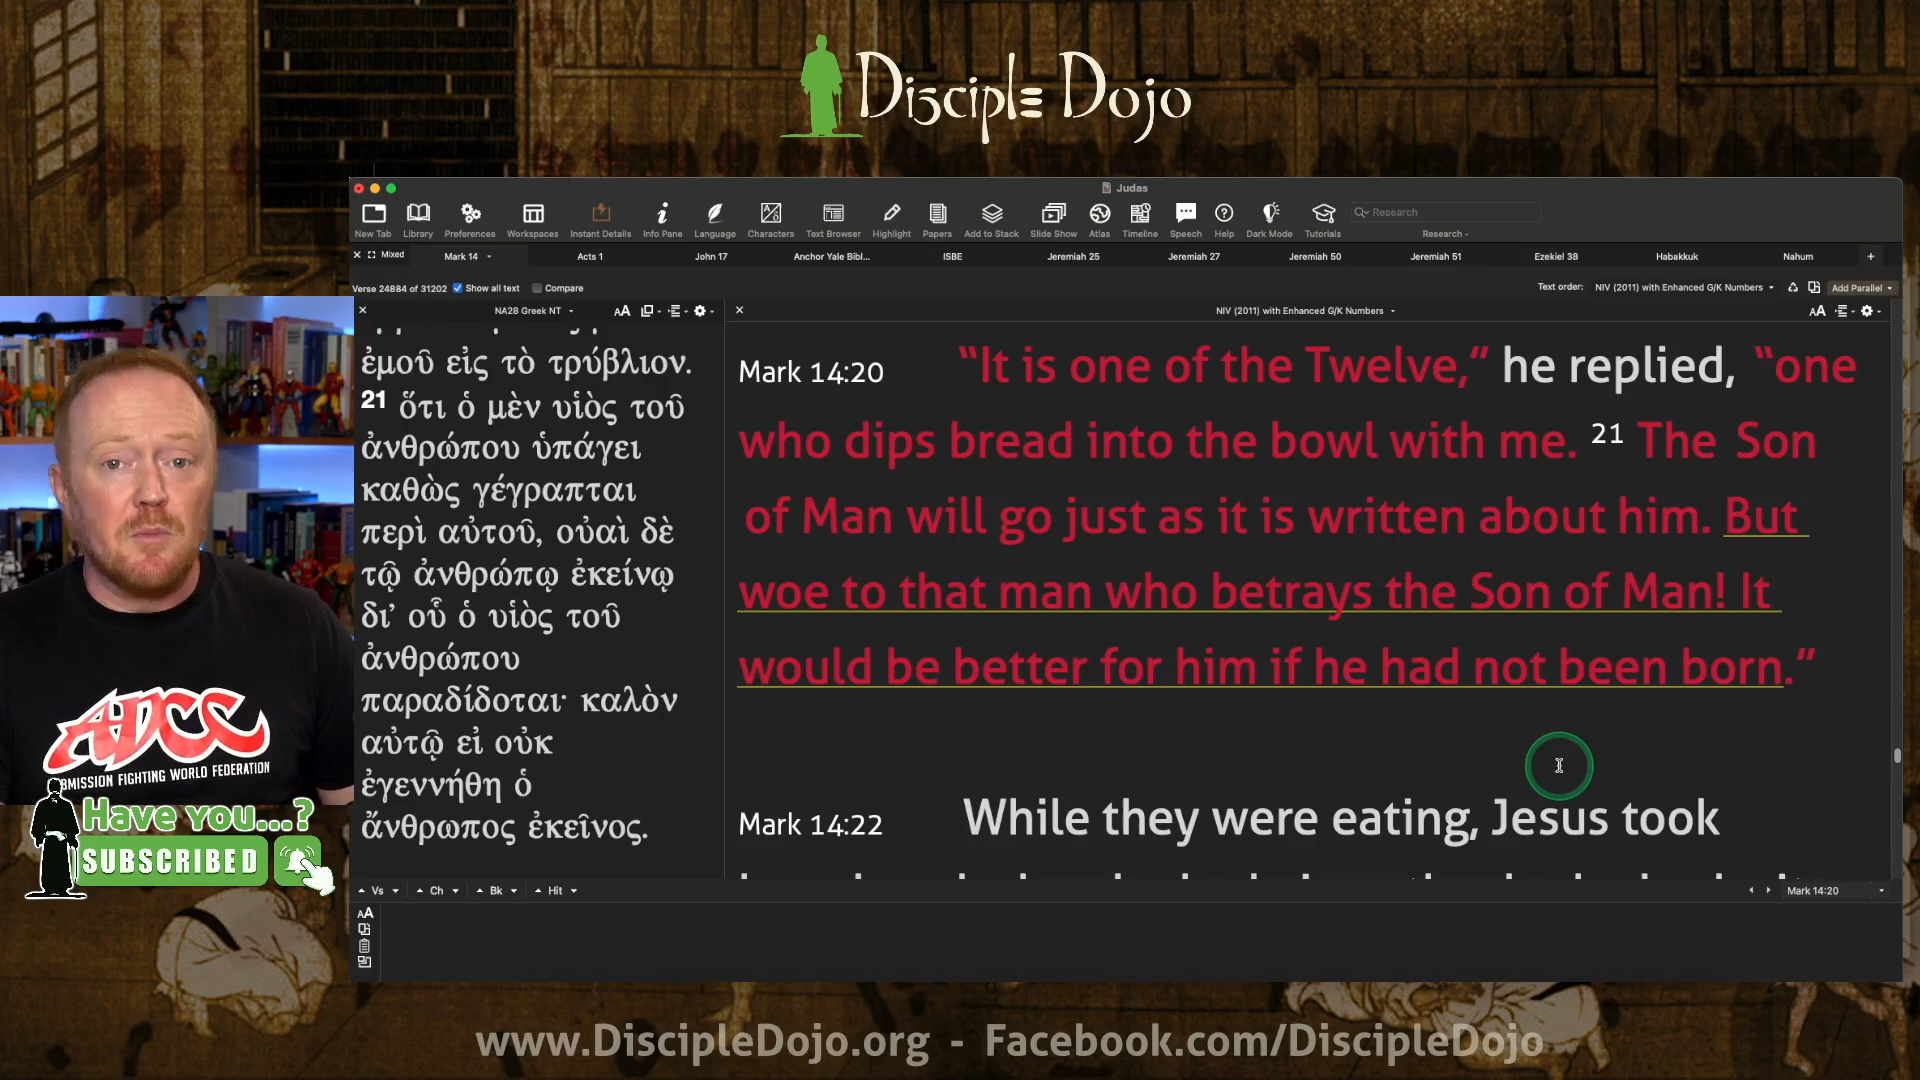 Disciple Dojo
Judas
New Tab Library Preferences Workspaces Instant Details Info Pane Language Characters Text Browser Highlight Papers Add to Stack Slide Show Atlas Timeline Speech Help Dark Mode Tutorials Research
Research -
Mixed Mark 14 Acts 1 John 17 Anchor Yale Bibl... ISBE Jeremiah 25 Jeremiah 27 Jeremiah 50 Jeremiah 51 Ezekiel 38 Habakkuk Nahum +
Verse 24884 of 31202 Show all text Compare Text order: NIV (2011) with Enhanced G/K Numbers Add Parallel
NA28 Greek NT
ἐμοῦ εἰς τὸ τρύβλιον.
21 ὅτι ὁ μὲν υἱὸς τοῦ
ἀνθρώπου ὑπάγει
καθὼς γέγραπται
περὶ αὐτοῦ, οὐαὶ δὲ
τῷ ἀνθρώπῳ ἐκείνῳ
δι’ οὗ ὁ υἱὸς τοῦ
ἀνθρώπου
παραδίδοται· καλὸν
αὐτῷ εἰ οὐκ
ἐγεννήθη ὁ
ἄνθρωπος ἐκεῖνος.
NIV (2011) with Enhanced G/K Numbers
Mark 14:20 “It is one of the Twelve,” he replied, “one
who dips bread into the bowl with me. 21 The Son
of Man will go just as it is written about him. But
woe to that man who betrays the Son of Man! It
would be better for him if he had not been born.”
Mark 14:22 While they were eating, Jesus took
Vs Ch Bk Hit Mark 14:20
ADCC
BMISSION FIGHTING WORLD FEDERATION
Have you...?
SUBSCRIBED
www.DiscipleDojo.org - Facebook.com/DiscipleDojo